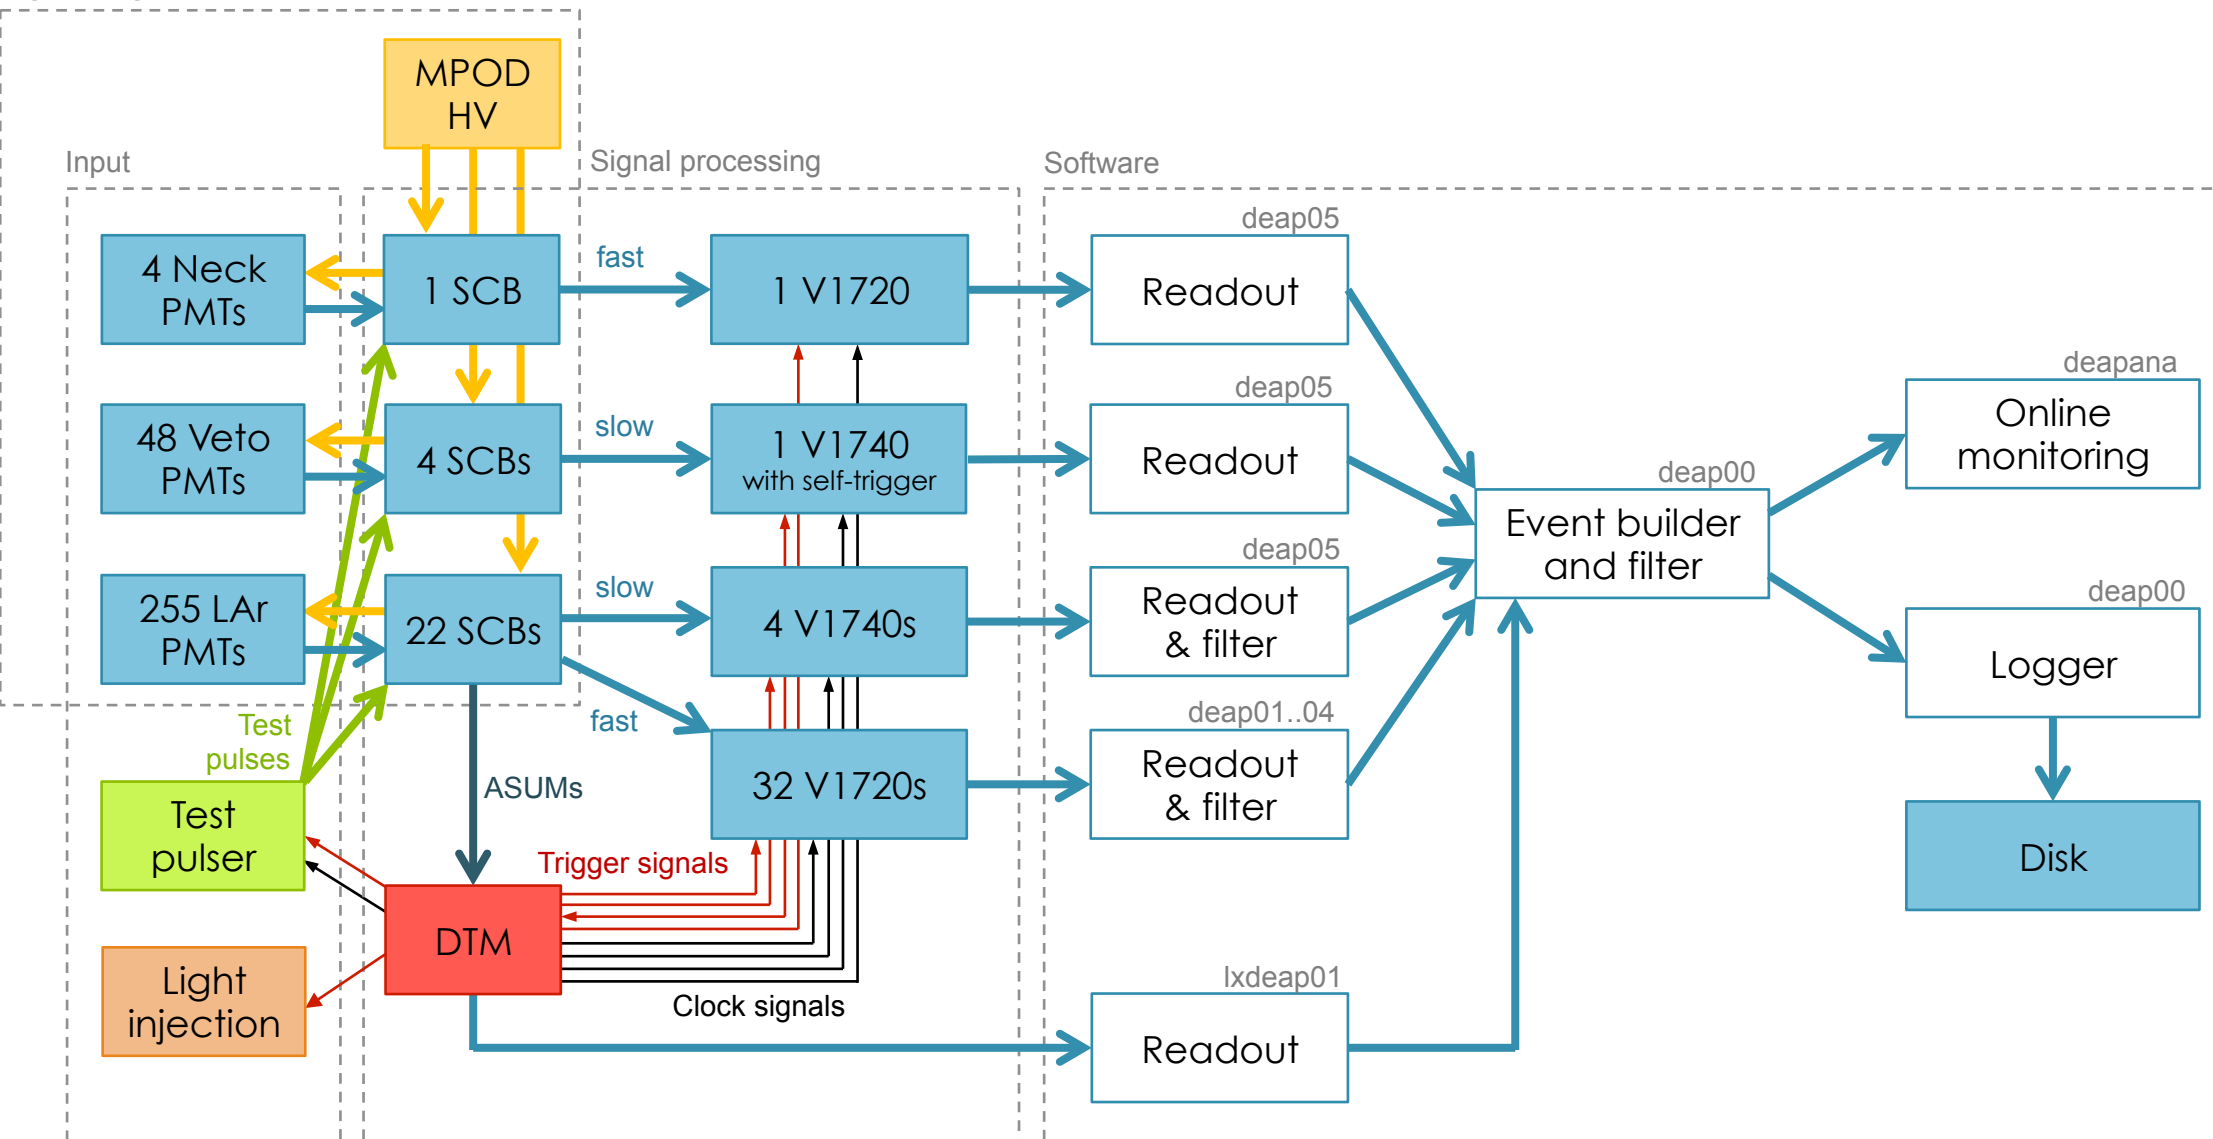 MPOD
HV
Input
Signal processing
Software
4 Neck
PMTs
1 SCB
fast
1 V1720
deap05
Readout
48 Veto
PMTs
4 SCBs
slow
1 V1740
with self-trigger
deap05
Readout
255 LAr
PMTs
22 SCBs
slow
4 V1740s
deap05
Readout
& filter
fast
32 V1720s
deap01..04
Readout
& filter
deap00
Event builder
and filter
deapana
Online
monitoring
deap00
Logger
Disk
Test
pulses
Test
pulser
ASUMs
Trigger signals
DTM
Clock signals
Light
injection
lxdeap01
Readout